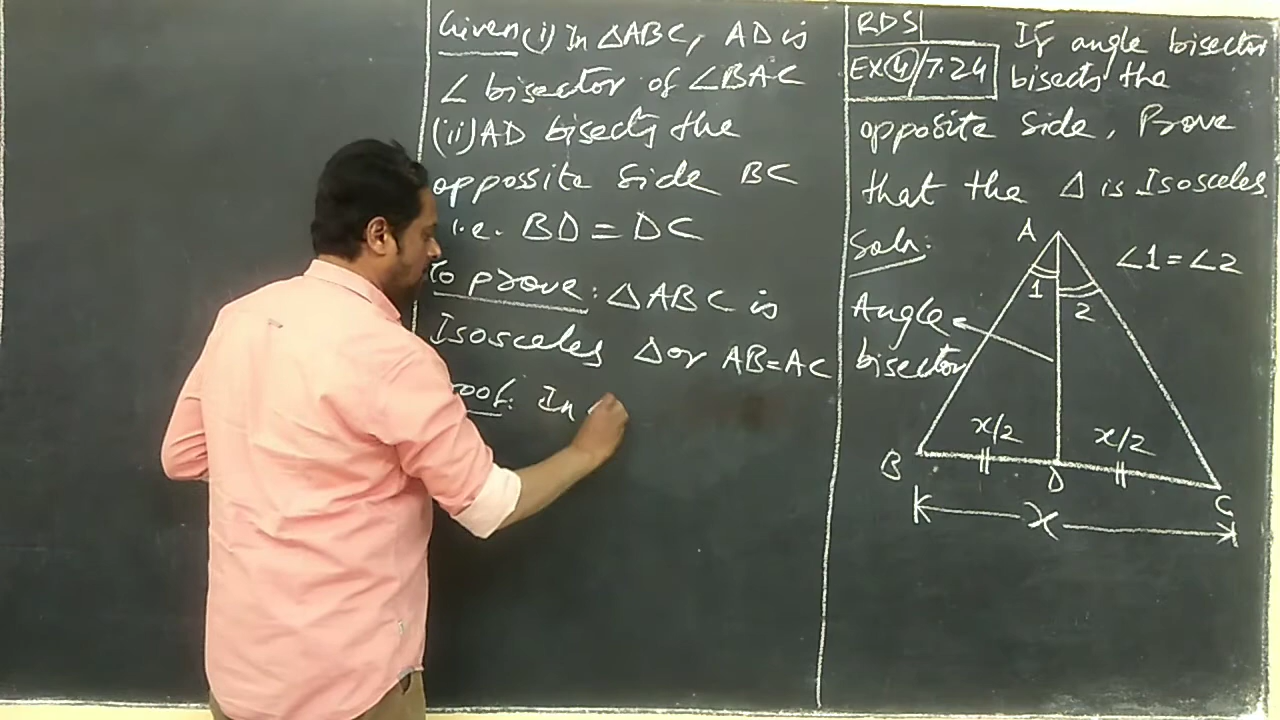 Given (i) In △ABC, AD is
∠ bisector of ∠BAC
(ii) AD bisects the
oppossite side BC
i.e. BD = DC
To prove: △ABC is
Isosceles △ or AB=AC
oof: In
RDS
EX④/7.24
If angle bisector
bisects the
opposite side, Prove
that the △ is Isosceles.
Soln:
A
∠1=∠2
1
2
Angle
bisector
x/2
x/2
B
D
C
x